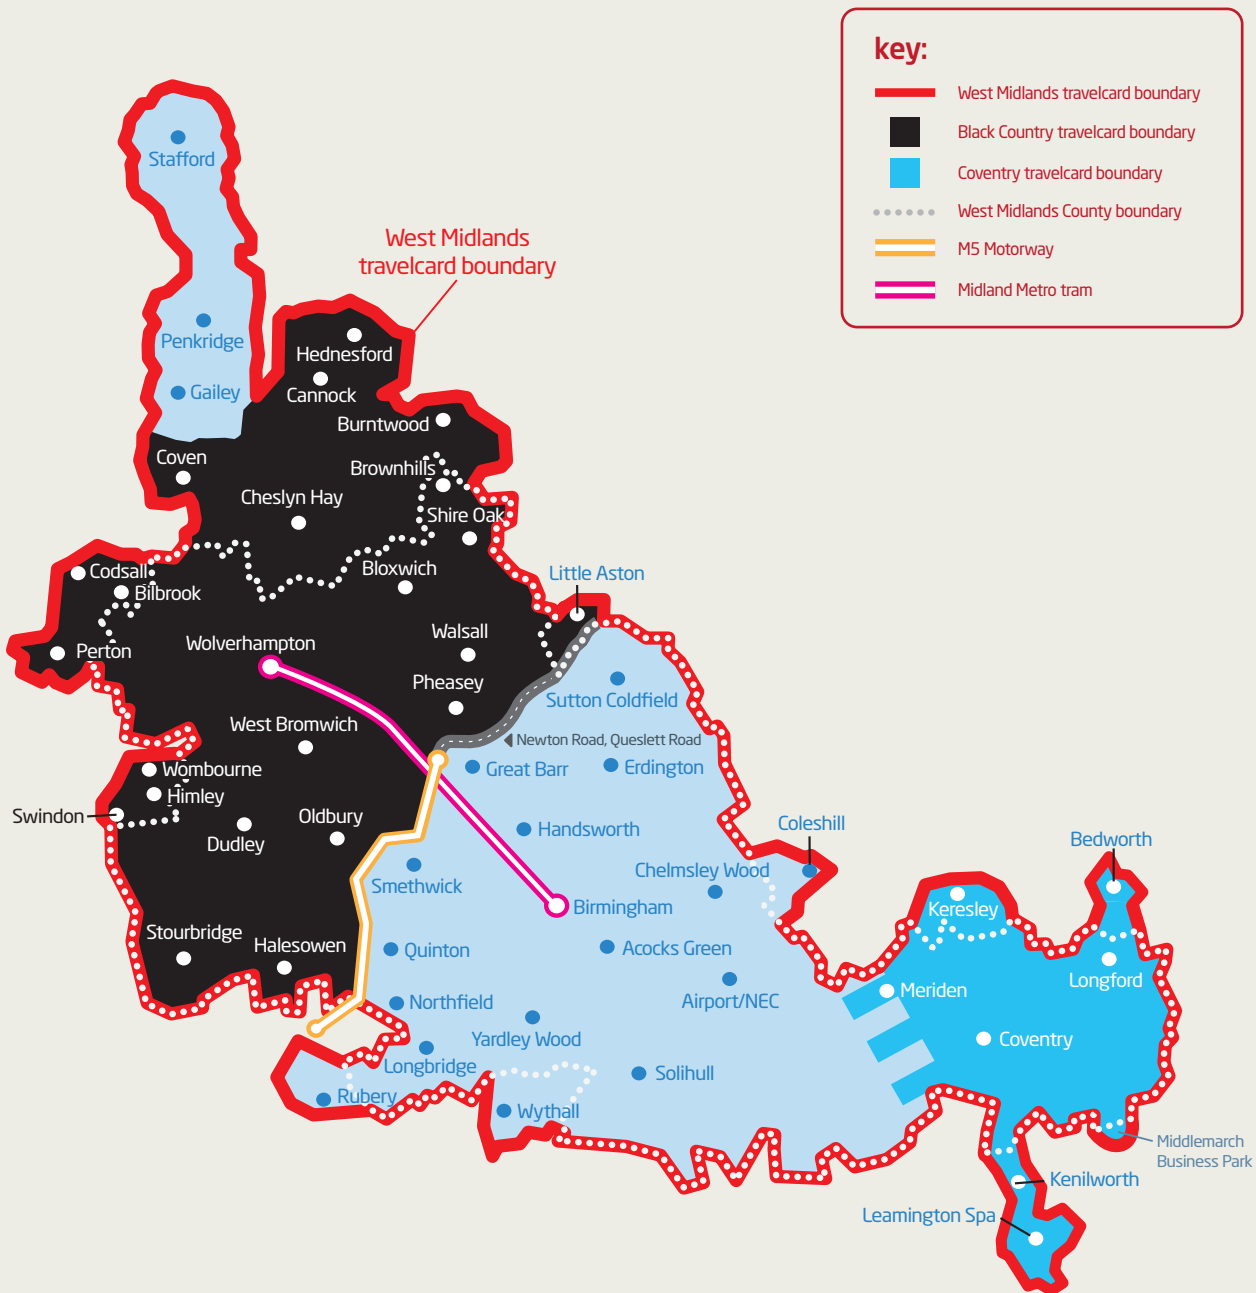 key:
West Midlands travelcard boundary
Black Country travelcard boundary
Coventry travelcard boundary
West Midlands County boundary
M5 Motorway
Midland Metro tram
Stafford
West Midlands
travelcard boundary
Penkridge
Hednesford
Gailey
Cannock
Burntwood
Coven
Brownhills
Cheslyn Hay
Shire Oak
Bloxwich
Codsall
Little Aston
Bilbrook
Walsall
Wolverhampton
Perton
Pheasey
Sutton Coldfield
West Bromwich
Newton Road, Queslett Road
Wombourne
Great Barr
Erdington
Himley
Swindon
Oldbury
Handsworth
Coleshill
Dudley
Bedworth
Chelmsley Wood
Smethwick
Birmingham
Keresley
Stourbridge
Halesowen
Quinton
Acocks Green
Longford
Meriden
Northfield
Airport/NEC
Yardley Wood
Coventry
Longbridge
Solihull
Rubery
Wythall
Middlemarch
Business Park
Kenilworth
Leamington Spa